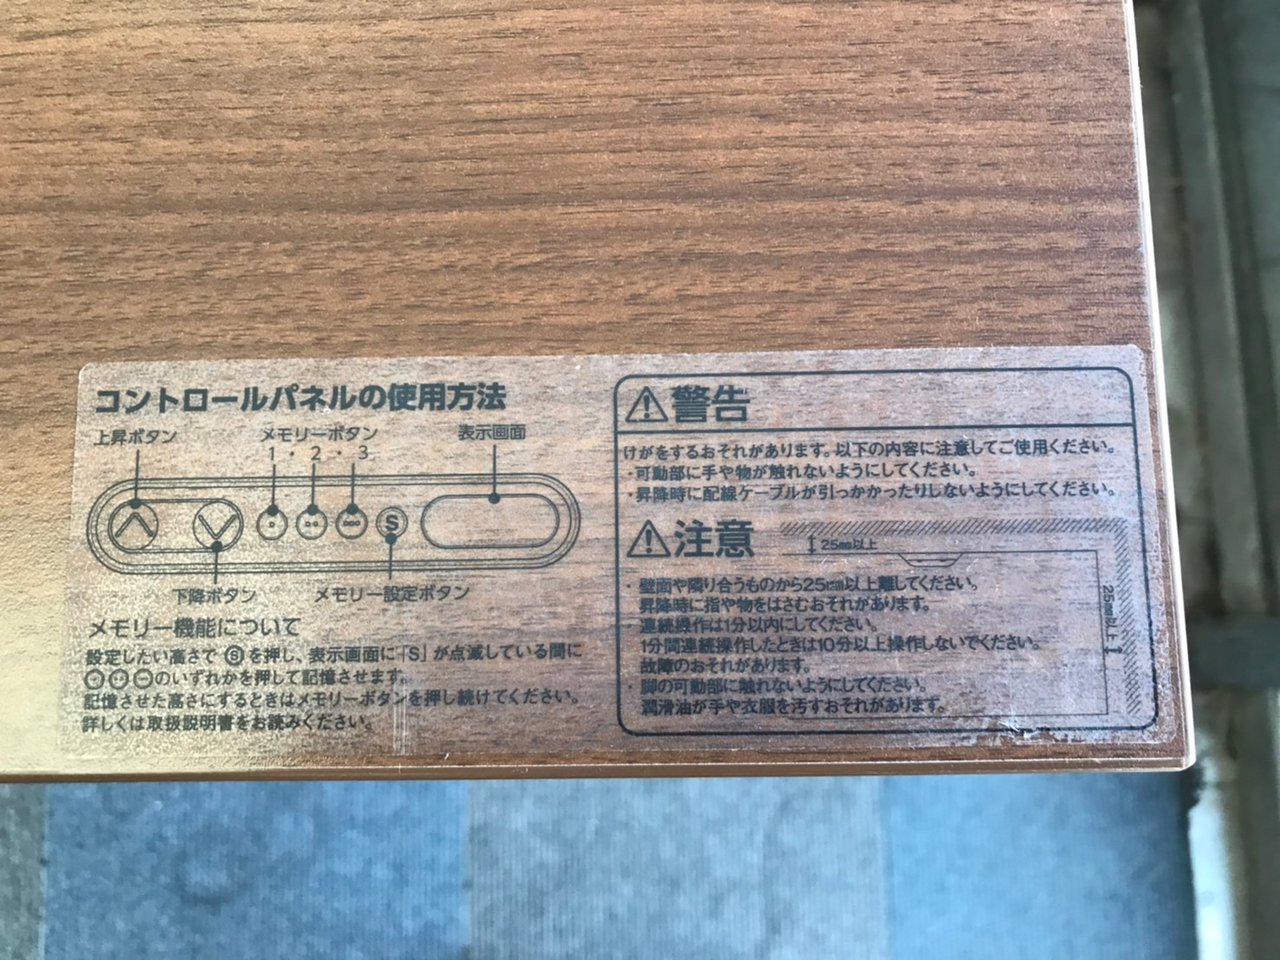 コントロールパネルの使用方法
上昇ボタン
メモリーボタン
1・2・3
表示画面
S
下降ボタン
メモリー設定ボタン
メモリー機能について
設定したい高さで Ⓢ を押し、表示画面に「S」が点滅している間に
のいずれかを押して記憶させます。
記憶させた高さにするときはメモリーボタンを押し続けてください。
詳しくは取扱説明書をお読みください。
警告
けがをするおそれがあります。以下の内容に注意してご使用ください。
・可動部に手や物が触れないようにしてください。
・昇降時に配線ケーブルが引っかかったりしないようにしてください。
注意
25mm以上
25mm以上
・壁面や隣り合うものから25mm以上離してください。
昇降時に指や物をはさむおそれがあります。
・連続操作は1分以内にしてください。
1分間連続操作したときは10分以上操作しないでください。
故障のおそれがあります。
・脚の可動部に触れないようにしてください。
潤滑油が手や衣服を汚すおそれがあります。